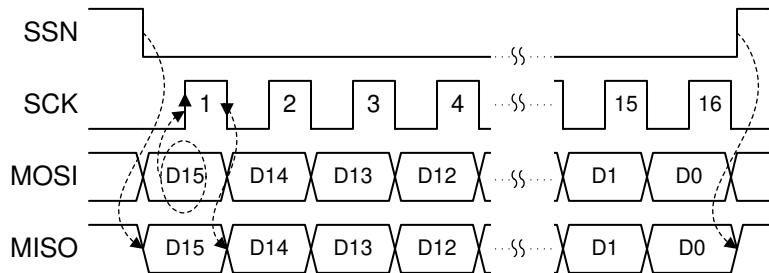 SSN
SCK 1 2 3 4 15 16
MOSI D15 D14 D13 D12 D1 D0
MISO D15 D14 D13 D12 D1 D0